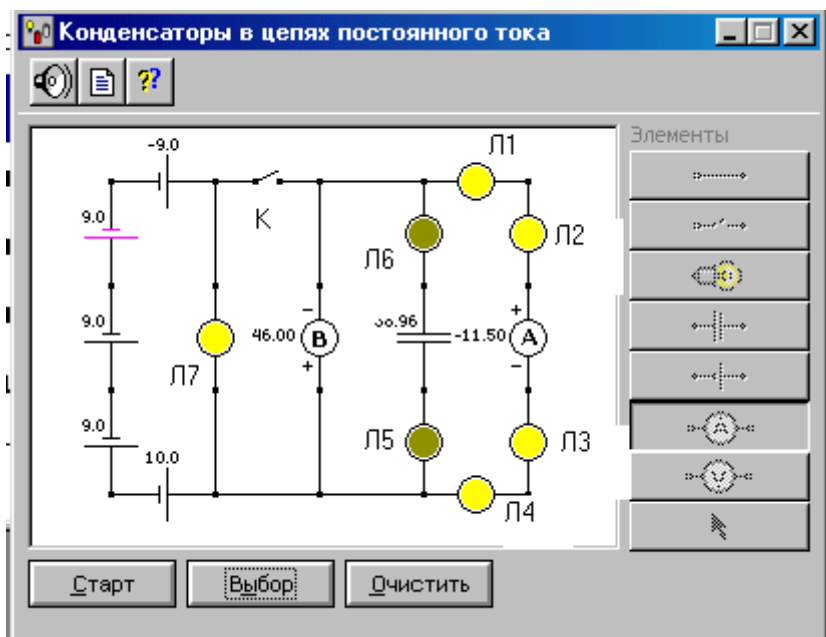 Конденсаторы в цепях постоянного тока
Элементы
-9.0
Л1
9.0
К
Л6
Л2
9.0
46.00
В
-
+
-11.50
А
+
-
Л7
9.0
10.0
Л5
Л3
Л4
А
V
Старт
Выбор
Очистить